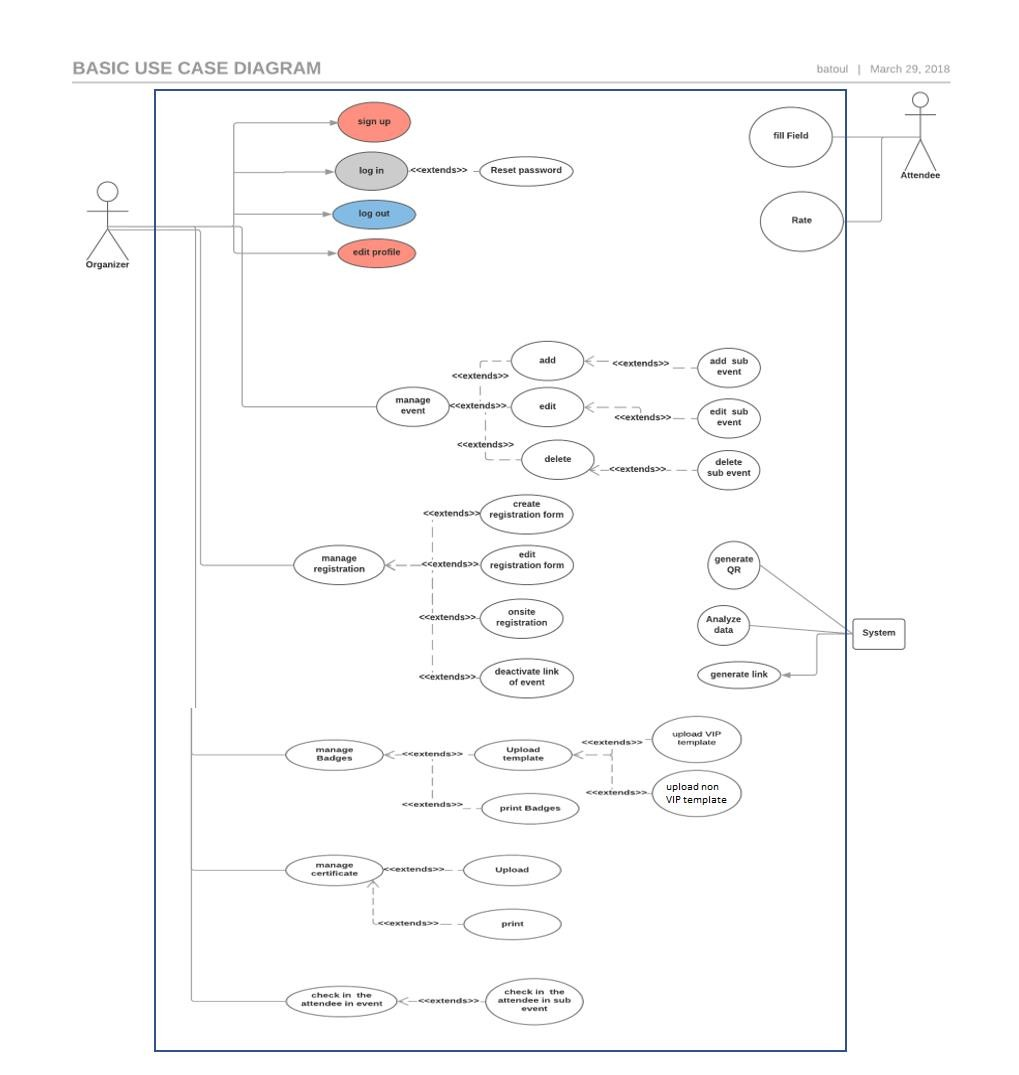 BASIC USE CASE DIAGRAM
batoul | March 29, 2018
sign up
fill Field
log in
<<extends>>
Reset password
Attendee
log out
Rate
edit profile
Organizer
add
<<extends>>
add sub
event
<<extends>>
manage
event
<<extends>>
edit
<<extends>>
edit sub
event
<<extends>>
delete
<<extends>>
delete
sub event
<<extends>>
create
registration form
manage
registration
<<extends>>
edit
registration form
generate
QR
<<extends>>
onsite
registration
Analyze
data
System
<<extends>>
deactivate link
of event
generate link
manage
Badges
<<extends>>
Upload
template
<<extends>>
upload VIP
template
<<extends>>
upload non
VIP template
<<extends>>
print Badges
manage
certificate
<<extends>>
Upload
<<extends>>
print
check in the
attendee in event
<<extends>>
check in the
attendee in sub
event